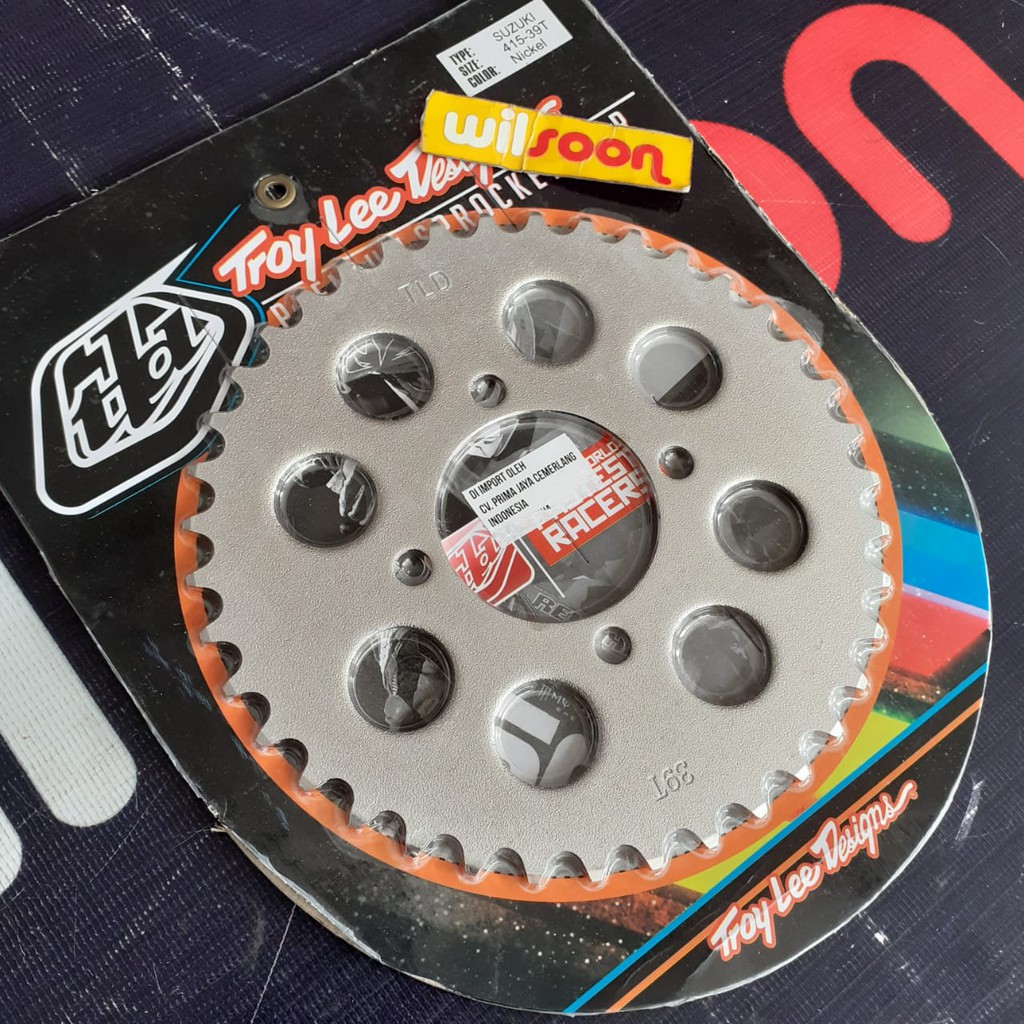 TYPE: SUZUKI
SIZE: 415-39T
COLOR: Nickel
wilsoon
Troy Lee Designs
TLD
DI IMPORT OLEH
CV. PRIMA JAYA CEMERLANG
INDONESIA
RACERS
39T
Troy Lee Designs